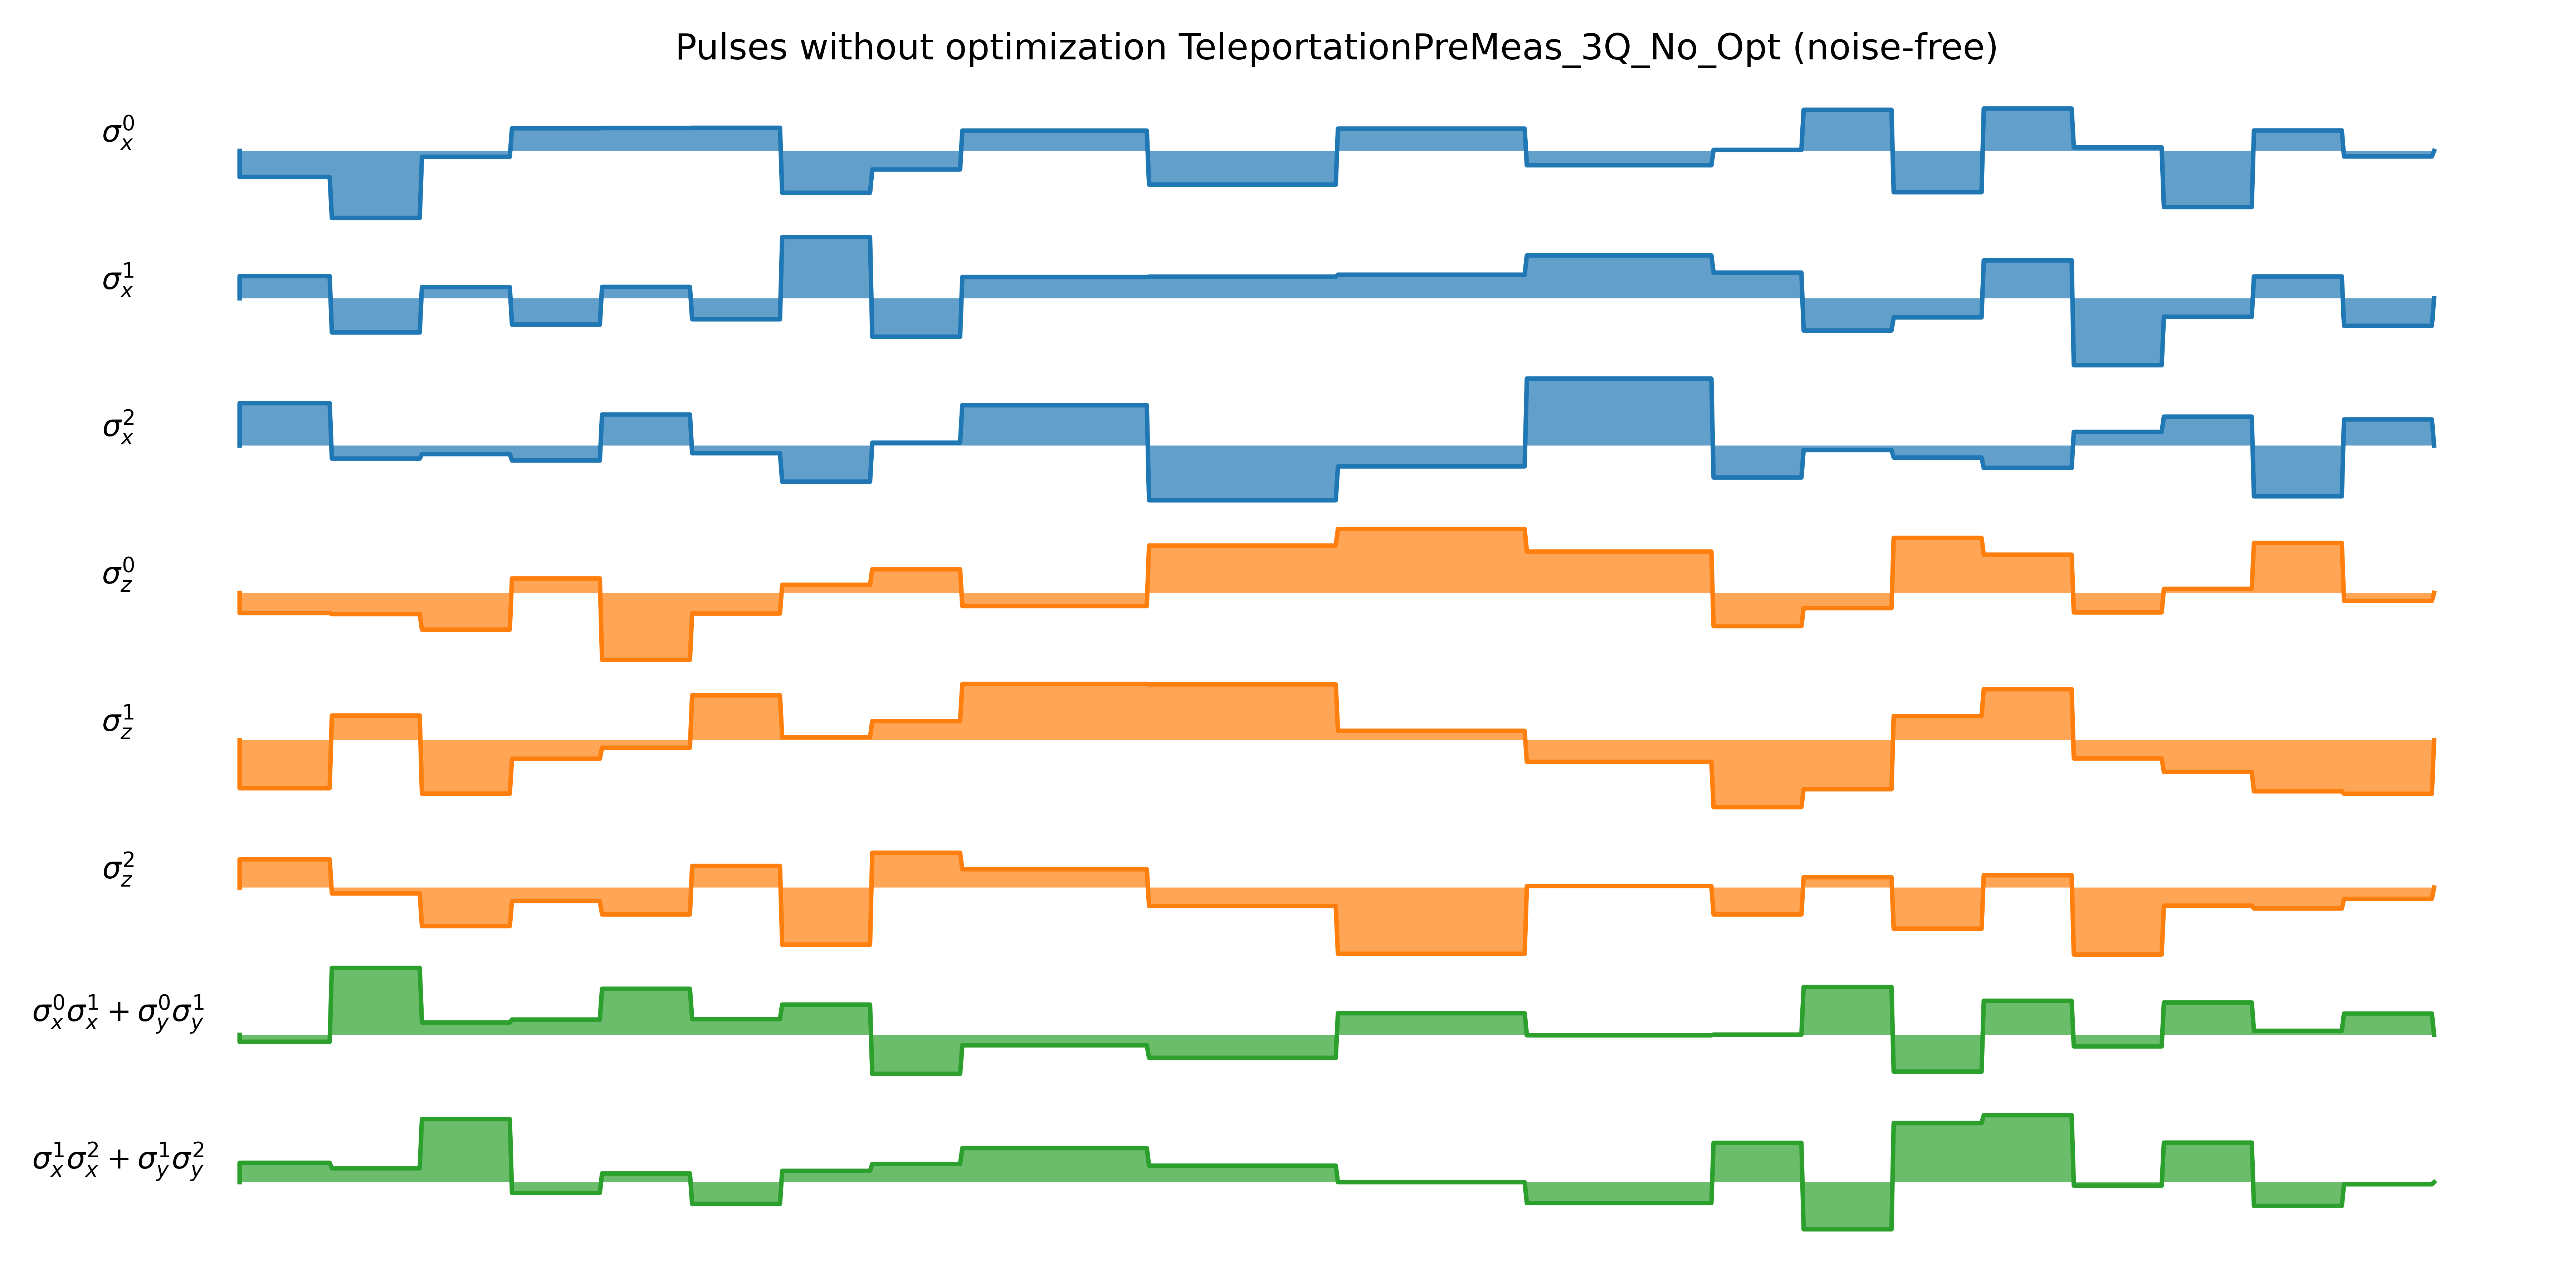 Pulses without optimization TeleportationPreMeas_3Q_No_Opt (noise-free)
σ_x^0
σ_x^1
σ_x^2
σ_z^0
σ_z^1
σ_z^2
σ_x^0σ_x^1 + σ_y^0σ_y^1
σ_x^1σ_x^2 + σ_y^1σ_y^2